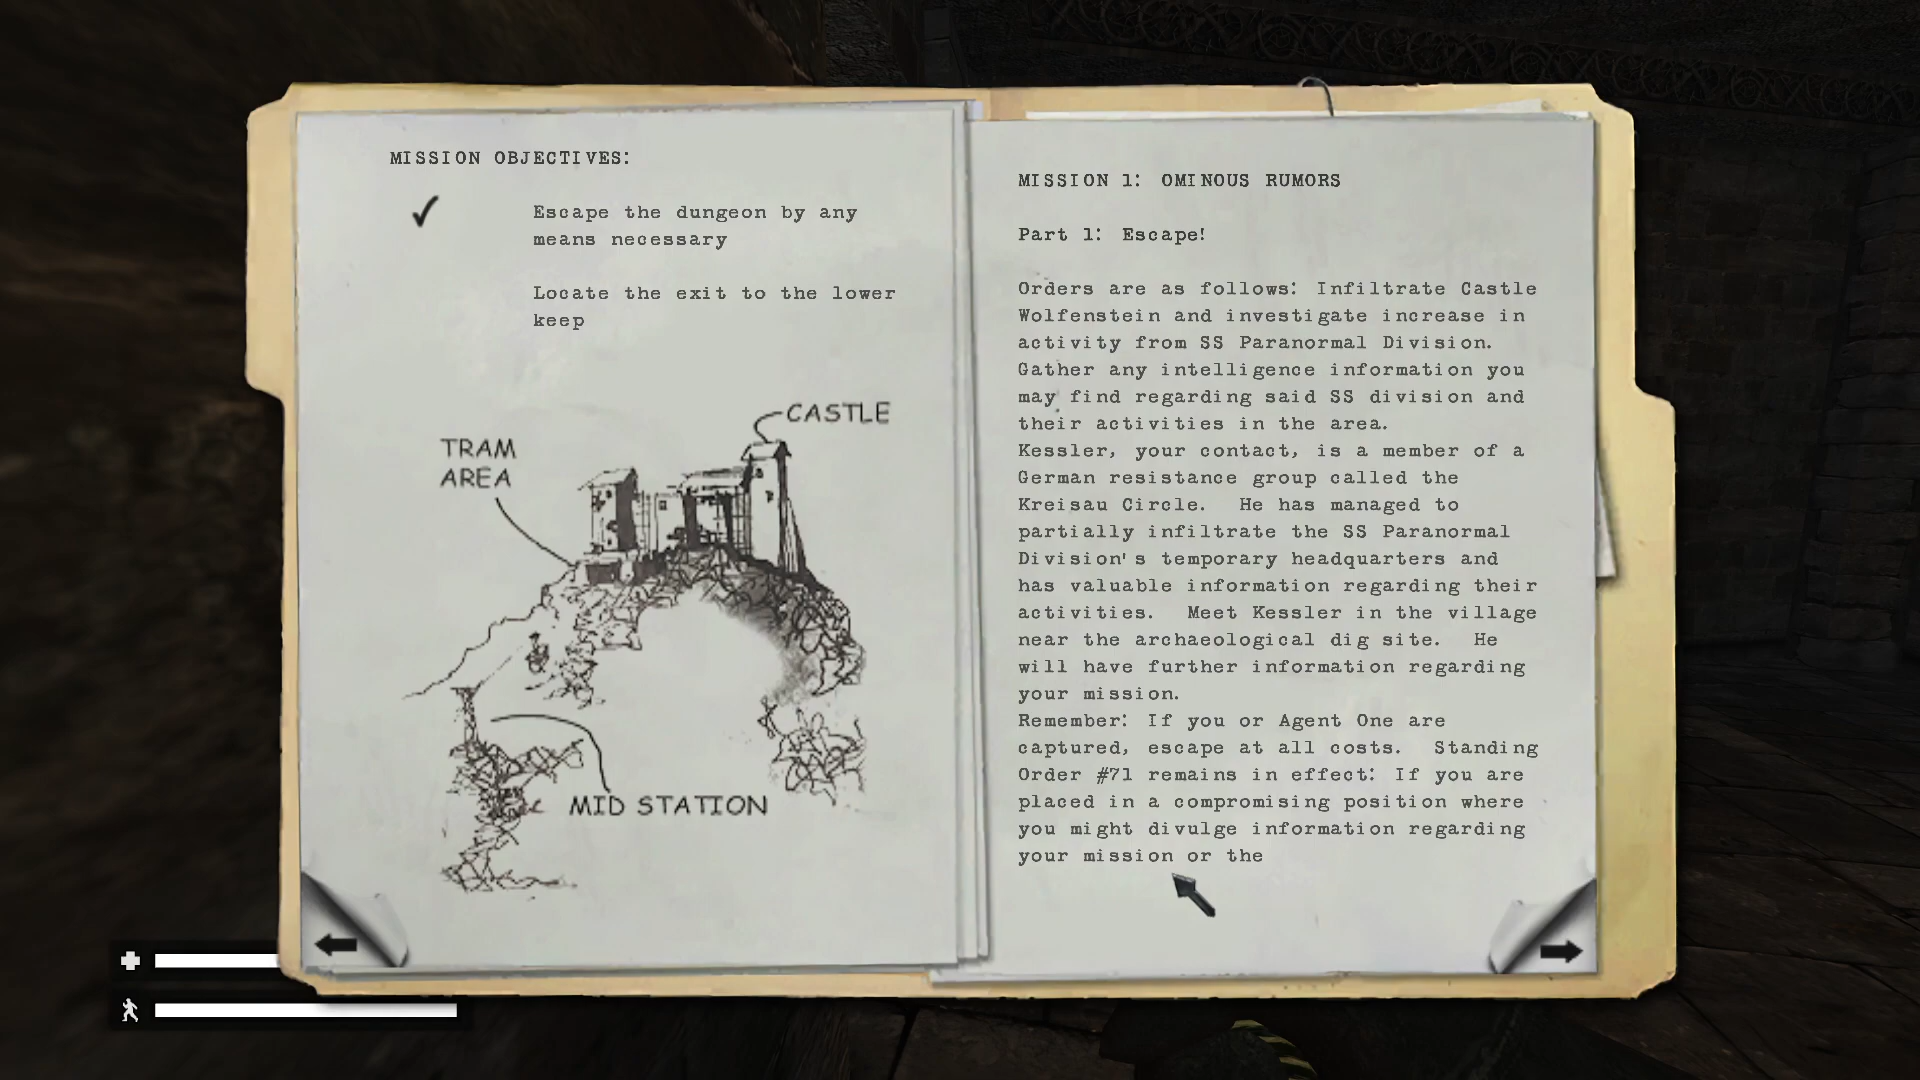 MISSION OBJECTIVES:
Escape the dungeon by any
means necessary
Locate the exit to the lower
keep
CASTLE
TRAM
AREA
MID STATION
MISSION 1: OMINOUS RUMORS
Part 1: Escape!
Orders are as follows: Infiltrate Castle
Wolfenstein and investigate increase in
activity from SS Paranormal Division.
Gather any intelligence information you
may find regarding said SS division and
their activities in the area.
Kessler, your contact, is a member of a
German resistance group called the
Kreisau Circle. He has managed to
partially infiltrate the SS Paranormal
Division's temporary headquarters and
has valuable information regarding their
activities. Meet Kessler in the village
near the archaeological dig site. He
will have further information regarding
your mission.
Remember: If you or Agent One are
captured, escape at all costs. Standing
Order #71 remains in effect: If you are
placed in a compromising position where
you might divulge information regarding
your mission or the